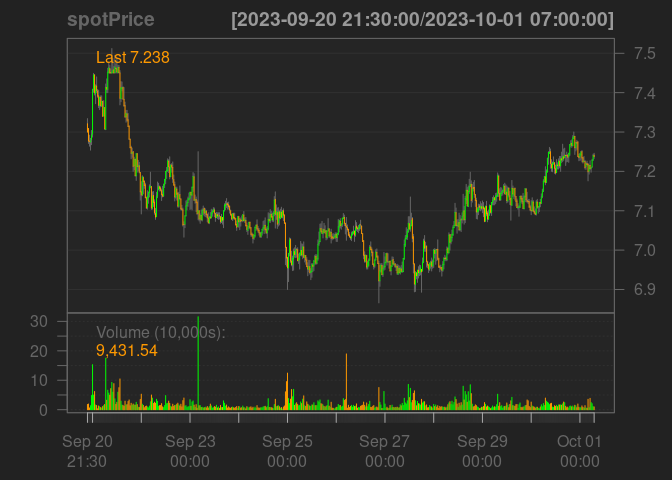 spotPrice [2023-09-20 21:30:00/2023-10-01 07:00:00]
Last 7.238
7.5
7.4
7.3
7.2
7.1
7.0
6.9
Volume (10,000s):
9,431.54
30
20
10
0
Sep 20 Sep 23 Sep 25 Sep 27 Sep 29 Oct 01
21:30 00:00 00:00 00:00 00:00 00:00